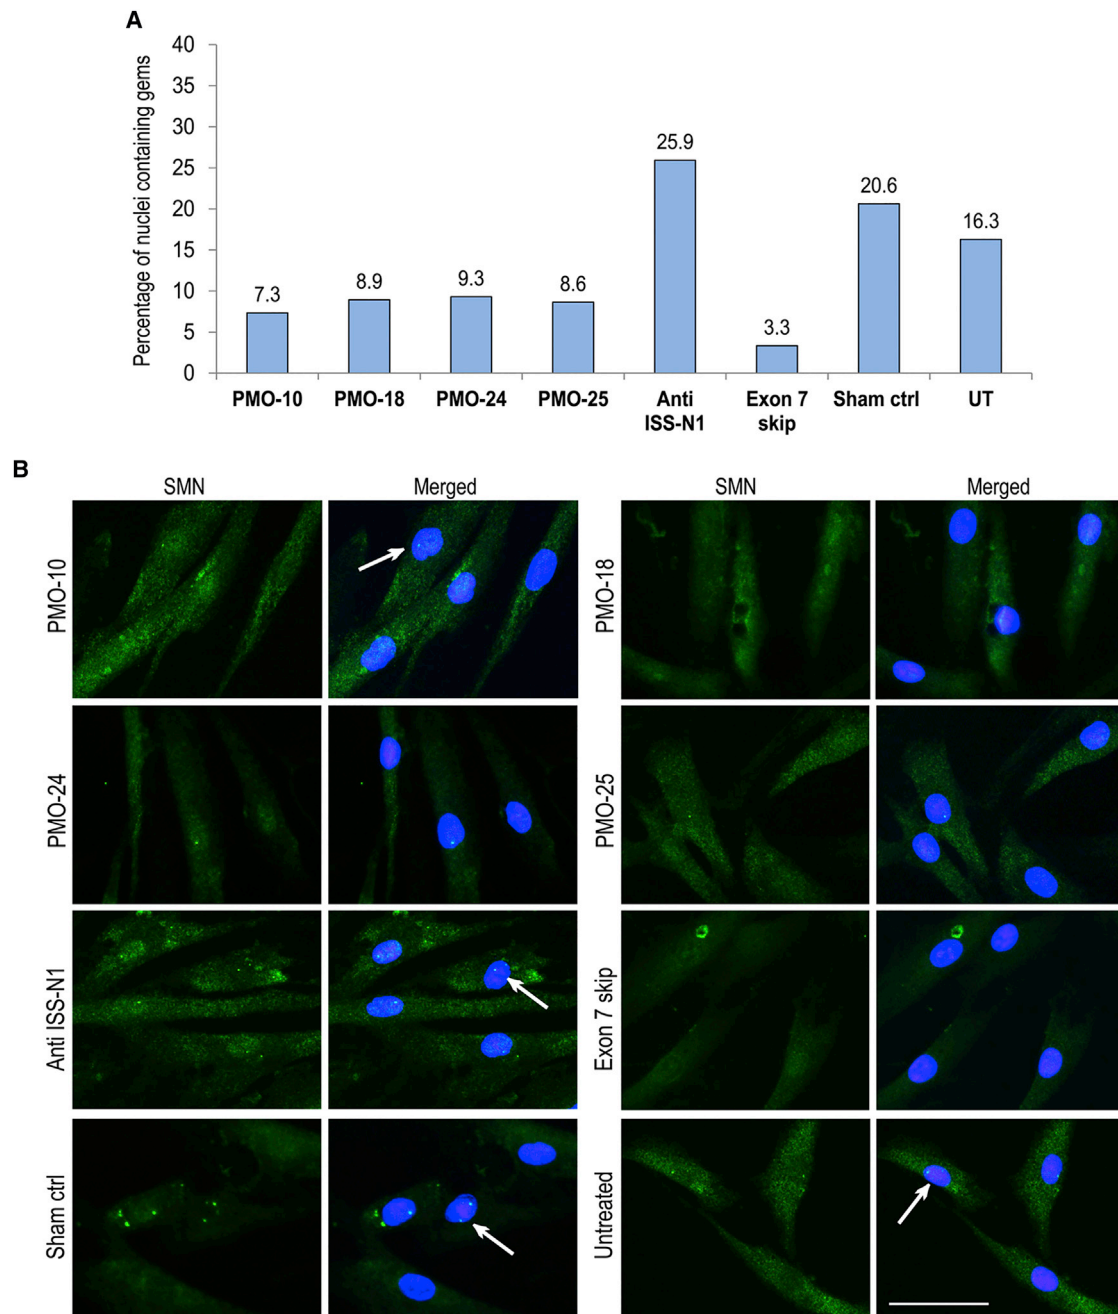 A
Percentage of nuclei containing gems
40
35
30
25
20
15
10
5
0
7.3
8.9
9.3
8.6
25.9
3.3
20.6
16.3
PMO-10
PMO-18
PMO-24
PMO-25
Anti
ISS-N1
Exon 7
skip
Sham ctrl
UT
B
SMN
Merged
SMN
Merged
PMO-10
PMO-18
PMO-24
PMO-25
Anti ISS-N1
Exon 7 skip
Sham ctrl
Untreated